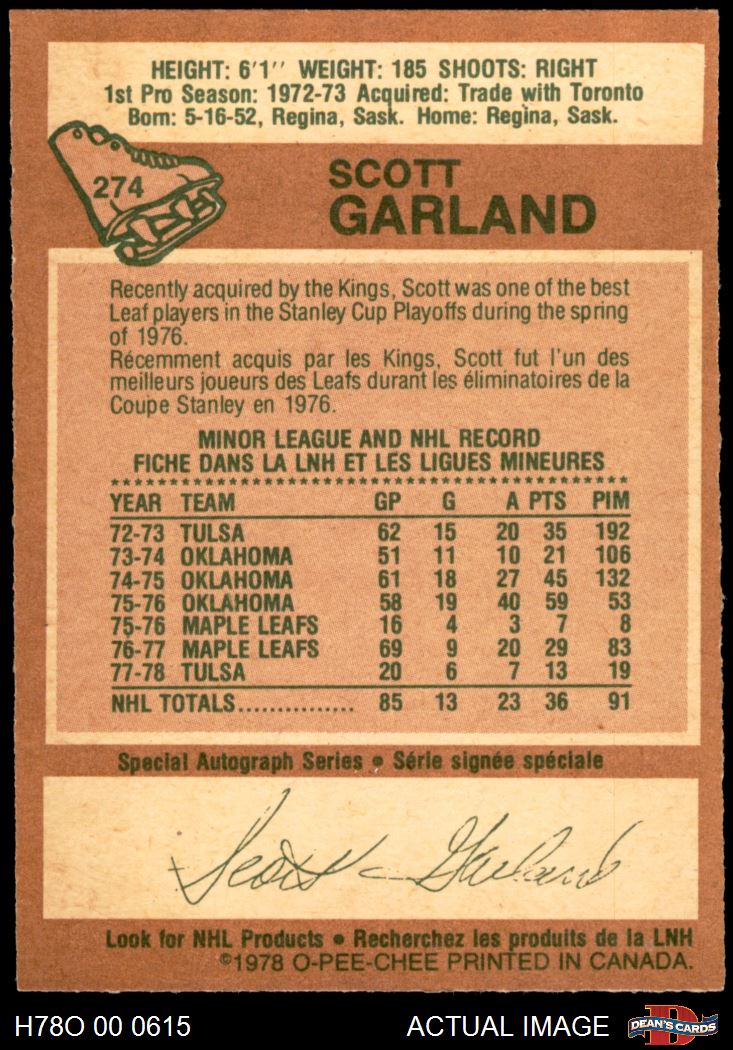 HEIGHT: 6'1'' WEIGHT: 185 SHOOTS: RIGHT
1st Pro Season: 1972-73 Acquired: Trade with Toronto
Born: 5-16-52, Regina, Sask. Home: Regina, Sask.
274
SCOTT
GARLAND
Recently acquired by the Kings, Scott was one of the best
Leaf players in the Stanley Cup Playoffs during the spring
of 1976.
Récemment acquis par les Kings, Scott fut l'un des
meilleurs joueurs des Leafs durant les éliminatoires de la
Coupe Stanley en 1976.
MINOR LEAGUE AND NHL RECORD
FICHE DANS LA LNH ET LES LIGUES MINEURES
YEAR TEAM GP G A PTS PIM
72-73 TULSA 62 15 20 35 192
73-74 OKLAHOMA 51 11 10 21 106
74-75 OKLAHOMA 61 18 27 45 132
75-76 OKLAHOMA 58 19 40 59 53
75-76 MAPLE LEAFS 16 4 3 7 8
76-77 MAPLE LEAFS 69 9 20 29 83
77-78 TULSA 20 6 7 13 19
NHL TOTALS................ 85 13 23 36 91
Special Autograph Series • Série signée spéciale
Scott Garland
Look for NHL Products • Recherchez les produits de la LNH
©1978 O-PEE-CHEE PRINTED IN CANADA.
H78O 00 0615 ACTUAL IMAGE D DEAN'S CARDS